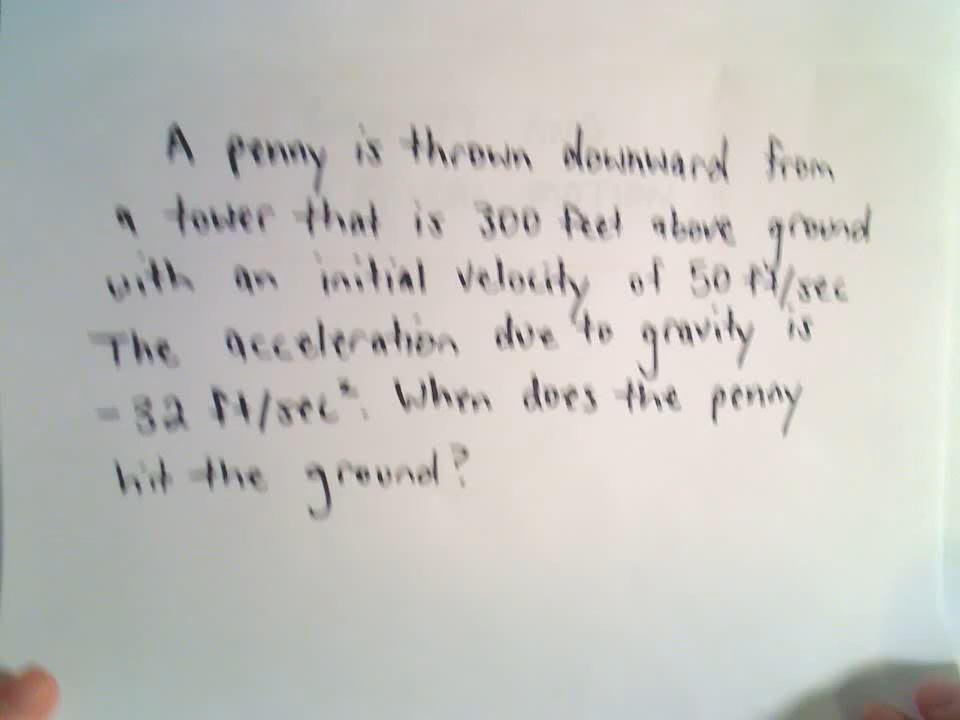 A penny is thrown downward from
a tower that is 300 feet above ground
with an initial velocity of 50 ft/sec
The acceleration due to gravity is
-32 ft/sec². When does the penny
hit the ground?